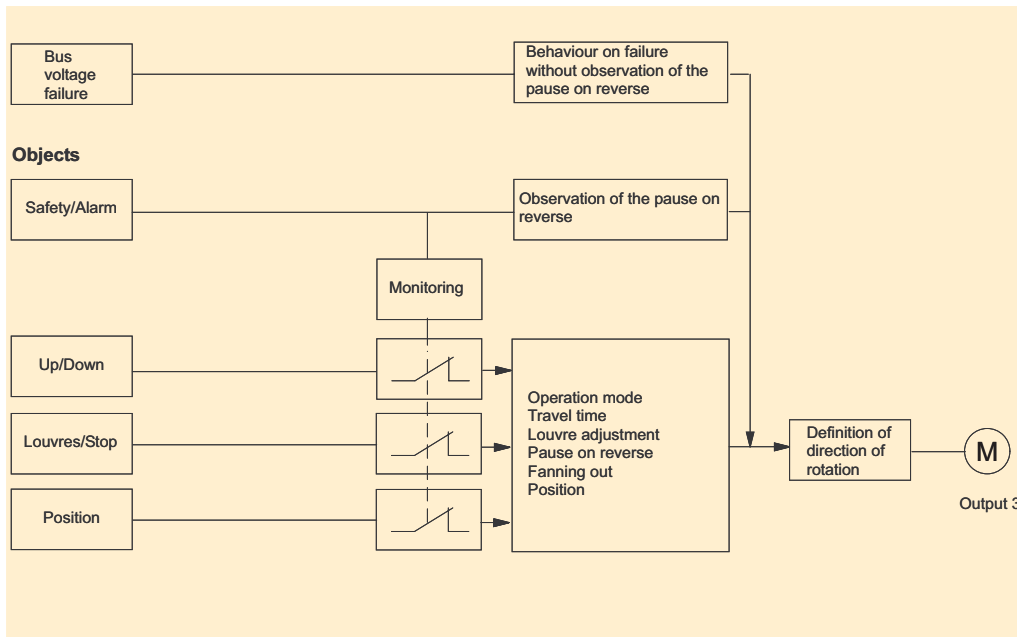 Bus
voltage
failure
Behaviour on failure
without observation of the
pause on reverse
Objects
Safety/Alarm
Observation of the pause on
reverse
Monitoring
Up/Down
Louvres/Stop
Position
Operation mode
Travel time
Louvre adjustment
Pause on reverse
Fanning out
Position
Definition of
direction of
rotation
M
Output 3